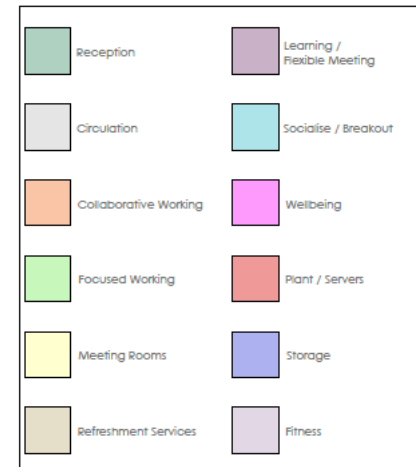 Reception
Learning /
Flexible Meeting
Circulation
Socialise / Breakout
Collaborative Working
Wellbeing
Focused Working
Plant / Servers
Meeting Rooms
Storage
Refreshment Services
Fitness